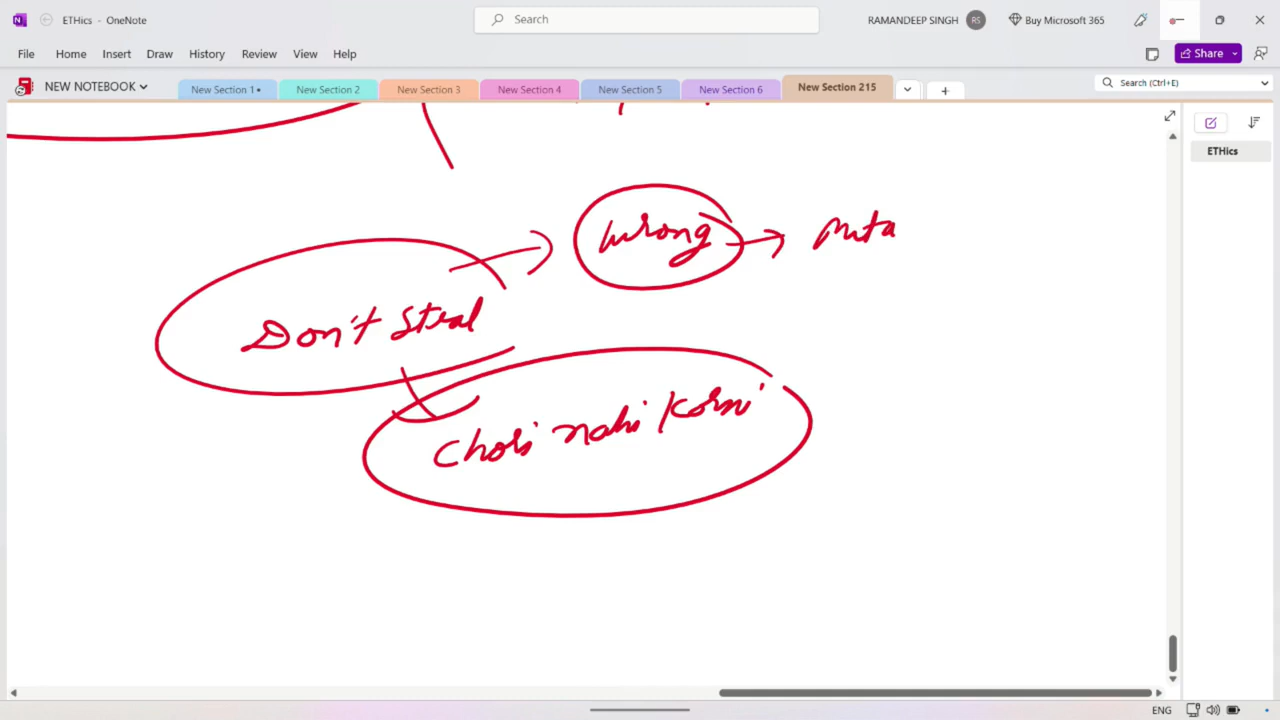 ETHics - OneNote
Search
RAMANDEEP SINGH RS Buy Microsoft 365
File Home Insert Draw History Review View Help Share
NEW NOTEBOOK New Section 1 New Section 2 New Section 3 New Section 4 New Section 5 New Section 6 New Section 215 Search (Ctrl+E)
ETHics
Wrong → Meta
Don't Steal
Chori nahi Karni
ENG